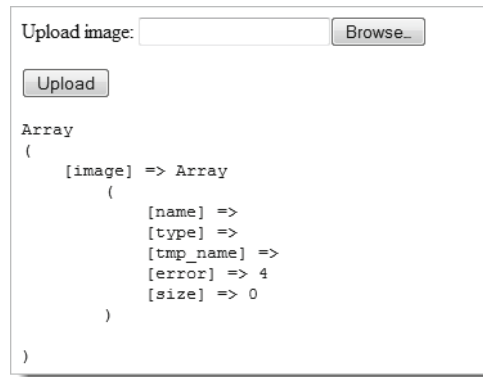 Upload image: Browse...
Upload
Array
(
[image] => Array
(
[name] =>
[type] =>
[tmp_name] =>
[error] => 4
[size] => 0
)
)